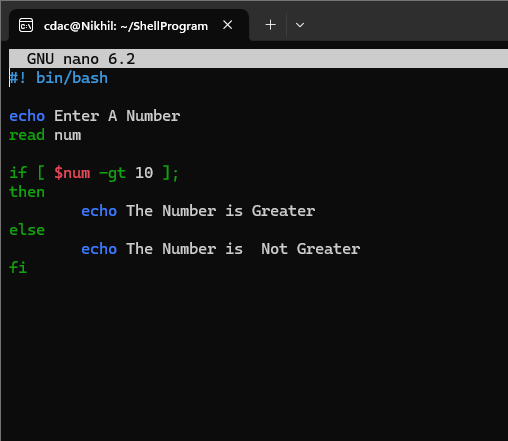 cdac@Nikhil: ~/ShellProgram
GNU nano 6.2
#! bin/bash
echo Enter A Number
read num
if [ $num -gt 10 ];
then
echo The Number is Greater
else
echo The Number is  Not Greater
fi